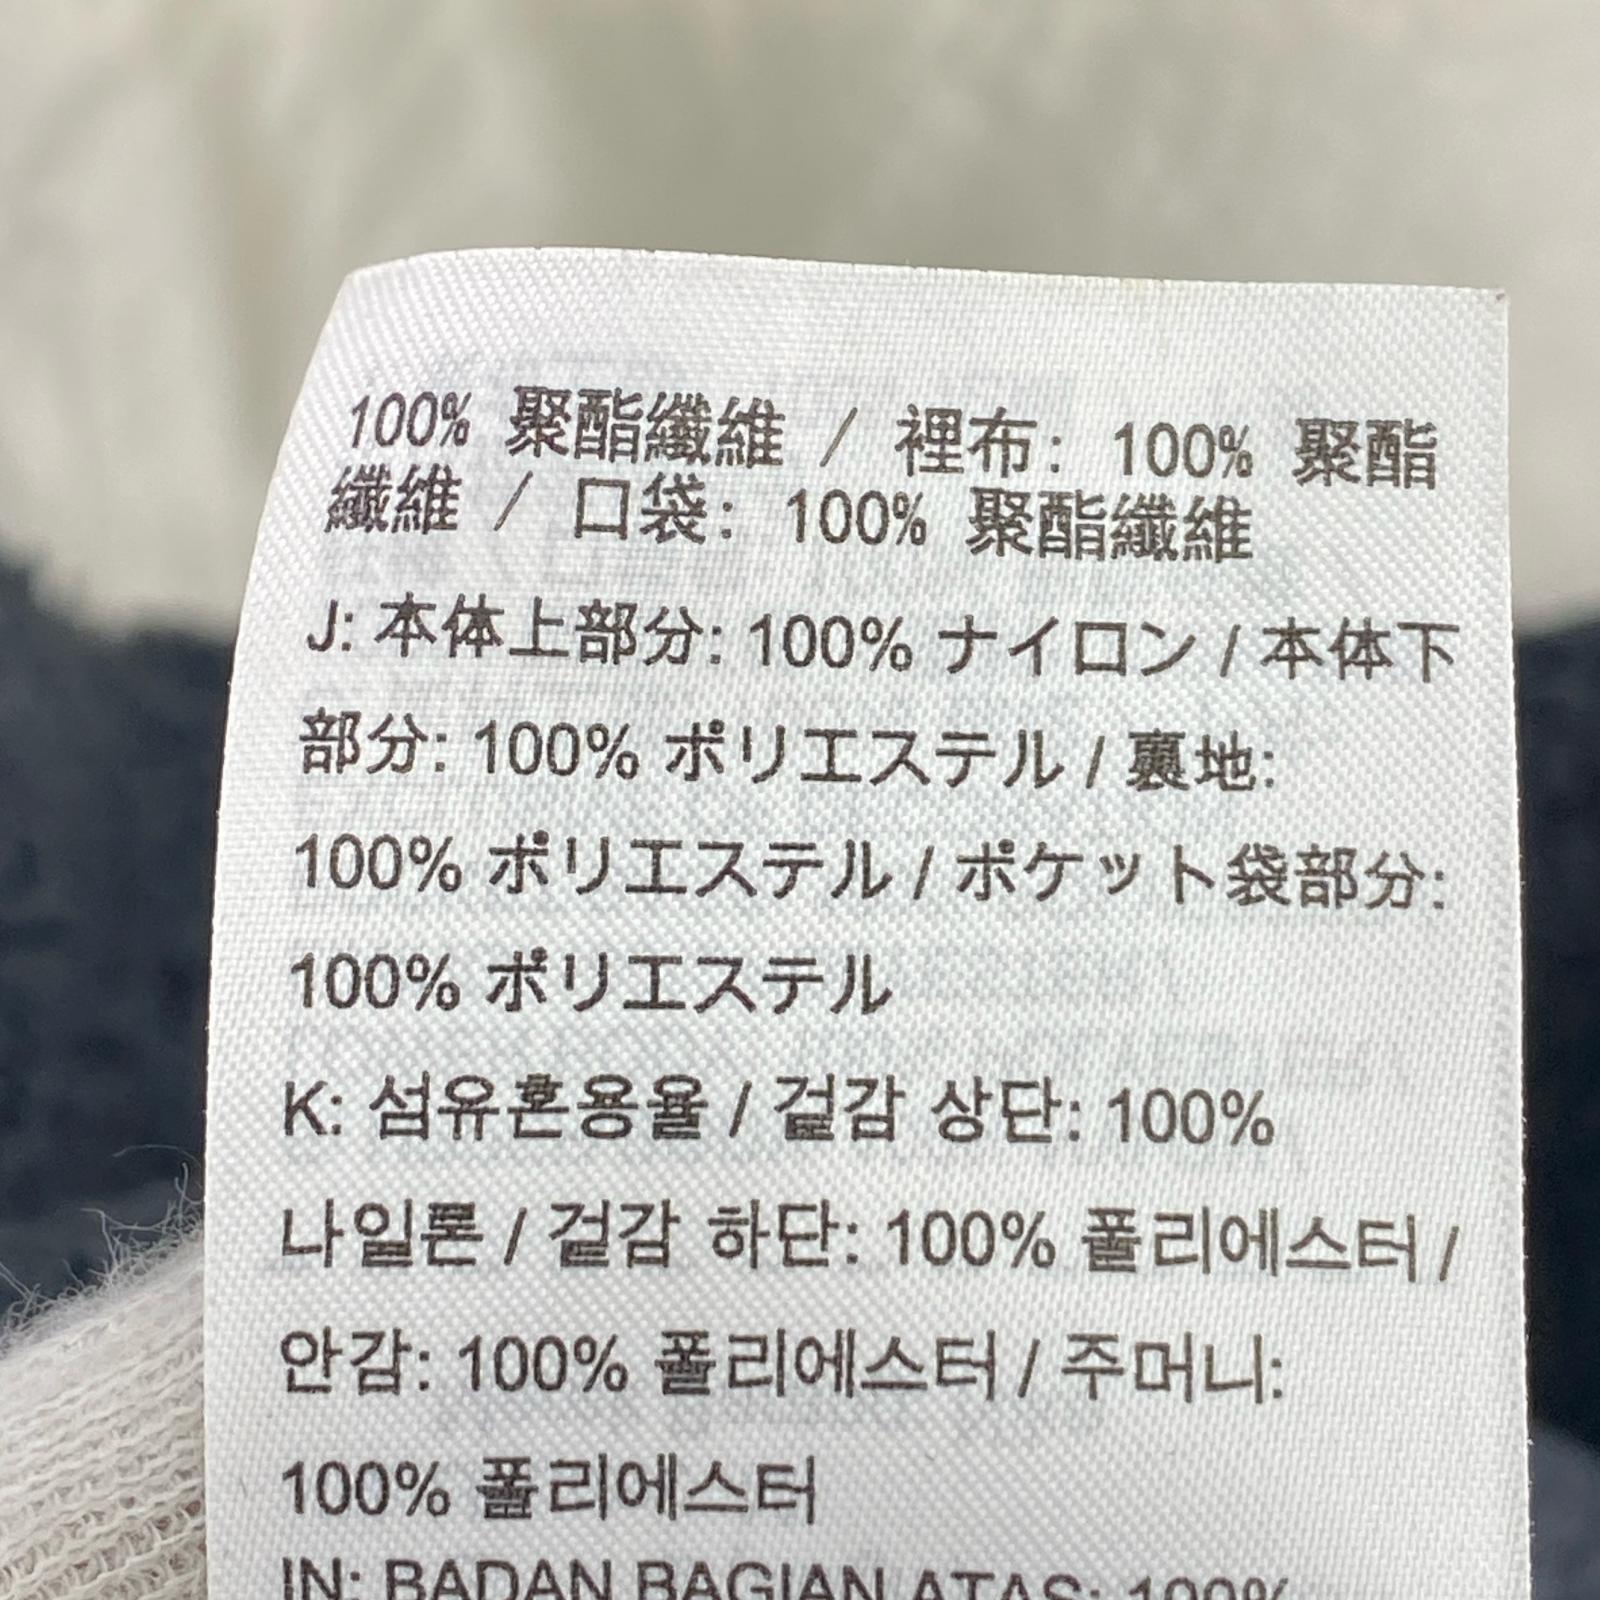 100% 聚酯纖維 / 裡布: 100% 聚酯
纖維 / 口袋: 100% 聚酯纖維
J: 本体上部分: 100% ナイロン / 本体下
部分: 100% ポリエステル / 裏地:
100% ポリエステル / ポケット袋部分:
100% ポリエステル
K: 섬유혼용율 / 겉감 상단: 100%
나일론 / 겉감 하단: 100% 폴리에스터 /
안감: 100% 폴리에스터 / 주머니:
100% 폴리에스터
IN: BADAN BAGIAN ATAS: 100%